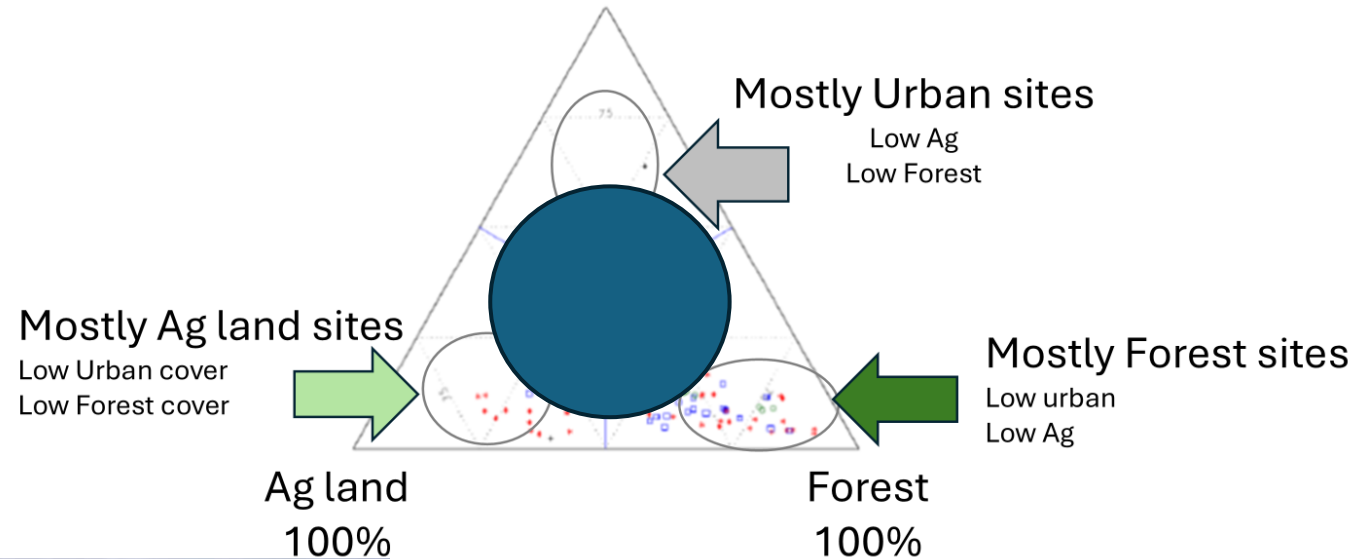 Mostly Urban sites
Low Ag
Low Forest
75
Mostly Ag land sites
Low Urban cover
Low Forest cover
Mostly Forest sites
Low urban
Low Ag
Ag land
100%
Forest
100%